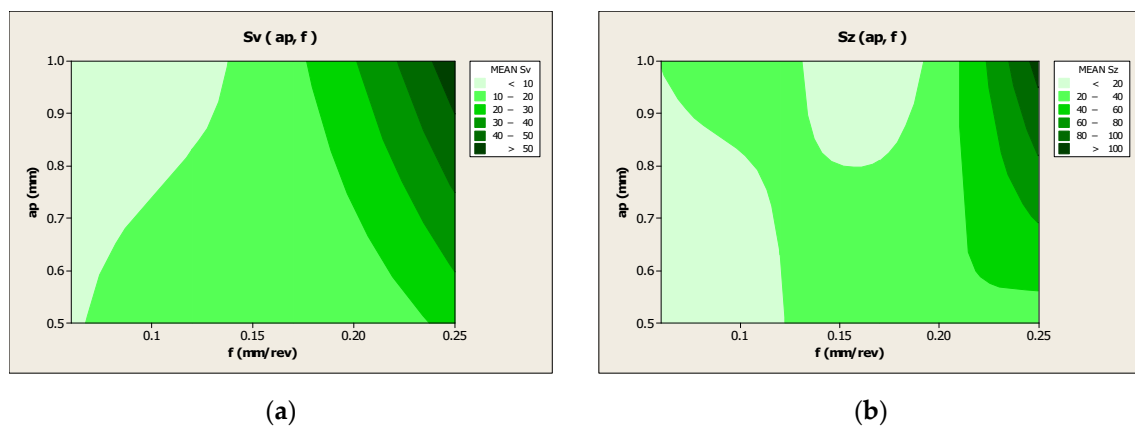 Sv ( ap, f )
MEAN Sv
< 10
10 – 20
20 – 30
30 – 40
40 – 50
> 50
1.0
0.9
0.8
0.7
0.6
0.5
ap (mm)
0.1
0.15
0.20
0.25
f (mm/rev)
(a)
Sz (ap, f )
MEAN Sz
< 20
20 – 40
40 – 60
60 – 80
80 – 100
> 100
1.0
0.9
0.8
0.7
0.6
0.5
ap (mm)
0.1
0.15
0.20
0.25
f (mm/rev)
(b)